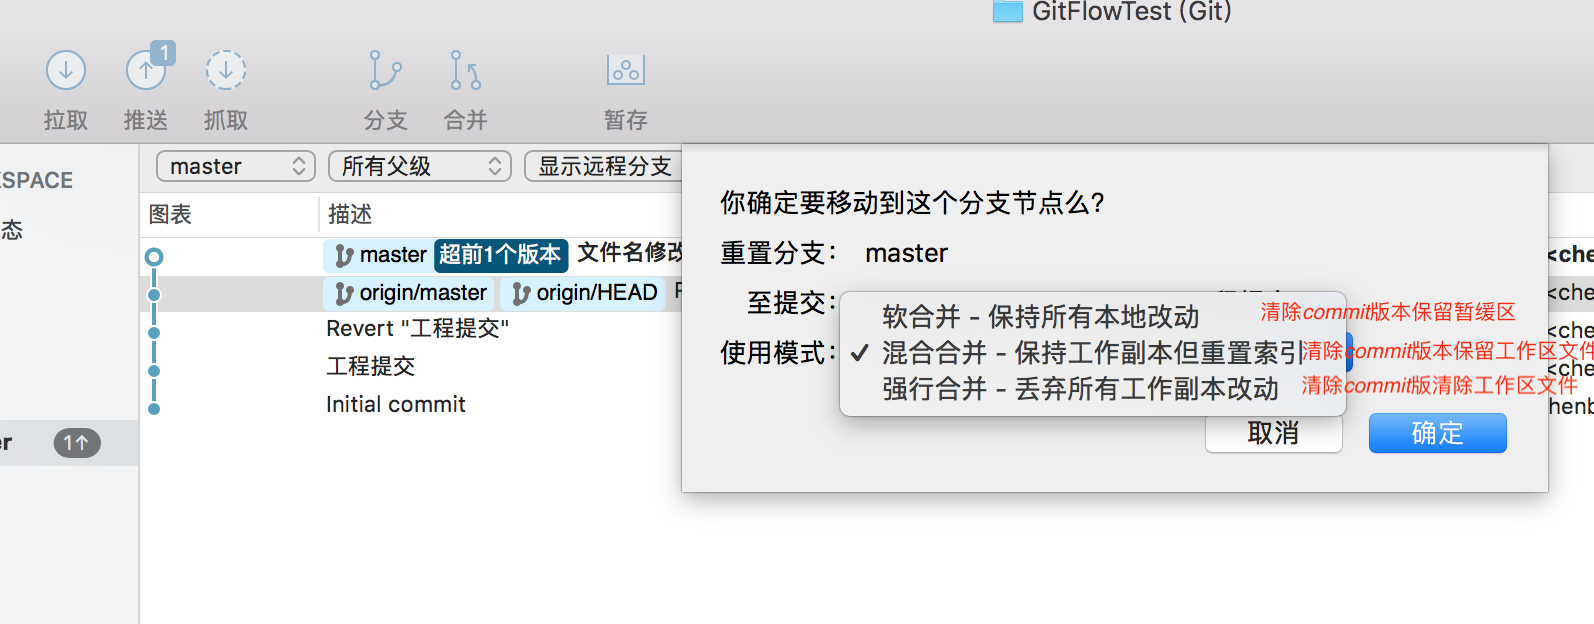 GitFlowTest (Git)
1
拉取 推送 抓取 分支 合并 暂存
SPACE
master 所有父级 显示远程分支
图表 描述
态
你确定要移动到这个分支节点么?
重置分支: master
至提交:
使用模式:
软合并 - 保持所有本地改动 清除commit版本保留暂缓区
✓ 混合合并 - 保持工作副本但重置索引 清除commit版本保留工作区文件
强行合并 - 丢弃所有工作副本改动 清除commit版清除工作区文件
取消 确定
master 超前1个版本 文件名修改 <che
origin/master origin/HEAD <che
Revert "工程提交" <che
工程提交 <che
Initial commit henb
er 1↑